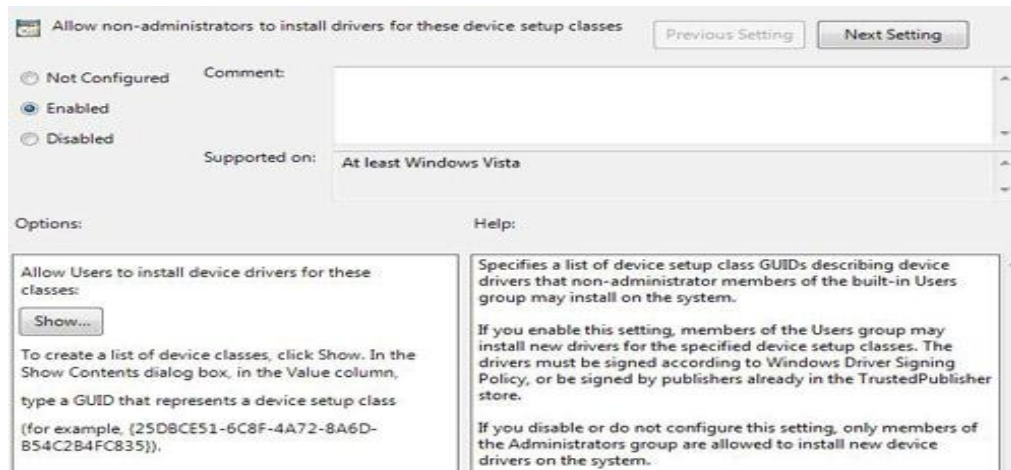 Allow non-administrators to install drivers for these device setup classes
Previous Setting
Next Setting
Not Configured
Comment:
Enabled
Disabled
Supported on:
At least Windows Vista
Options:
Help:
Allow Users to install device drivers for these
classes:
Show...
To create a list of device classes, click Show. In the
Show Contents dialog box, in the Value column,
type a GUID that represents a device setup class
(for example, {25DBCE51-6C8F-4A72-8A6D-
B54C2B4FC835}).
Specifies a list of device setup class GUIDs describing device
drivers that non-administrator members of the built-in Users
group may install on the system.
If you enable this setting, members of the Users group may
install new drivers for the specified device setup classes. The
drivers must be signed according to Windows Driver Signing
Policy, or be signed by publishers already in the TrustedPublisher
store.
If you disable or do not configure this setting, only members of
the Administrators group are allowed to install new device
drivers on the system.